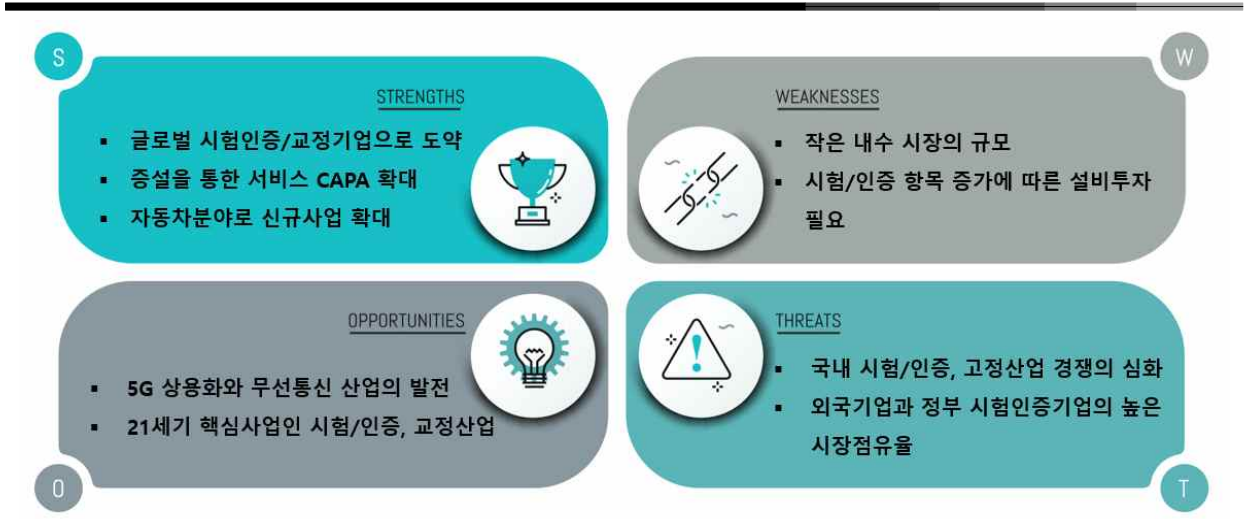 S
STRENGTHS
▪ 글로벌 시험인증/교정기업으로 도약
▪ 증설을 통한 서비스 CAPA 확대
▪ 자동차분야로 신규사업 확대
W
WEAKNESSES
▪ 작은 내수 시장의 규모
▪ 시험/인증 항목 증가에 따른 설비투자
필요
OPPORTUNITIES
▪ 5G 상용화와 무선통신 산업의 발전
▪ 21세기 핵심사업인 시험/인증, 교정산업
O
THREATS
▪ 국내 시험/인증, 고정산업 경쟁의 심화
▪ 외국기업과 정부 시험인증기업의 높은
시장점유율
T